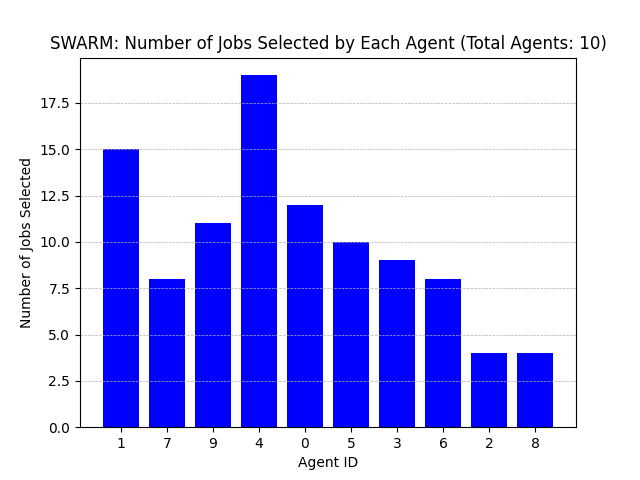 SWARM: Number of Jobs Selected by Each Agent (Total Agents: 10)
Number of Jobs Selected
17.5
15.0
12.5
10.0
7.5
5.0
2.5
0.0
1 7 9 4 0 5 3 6 2 8
Agent ID